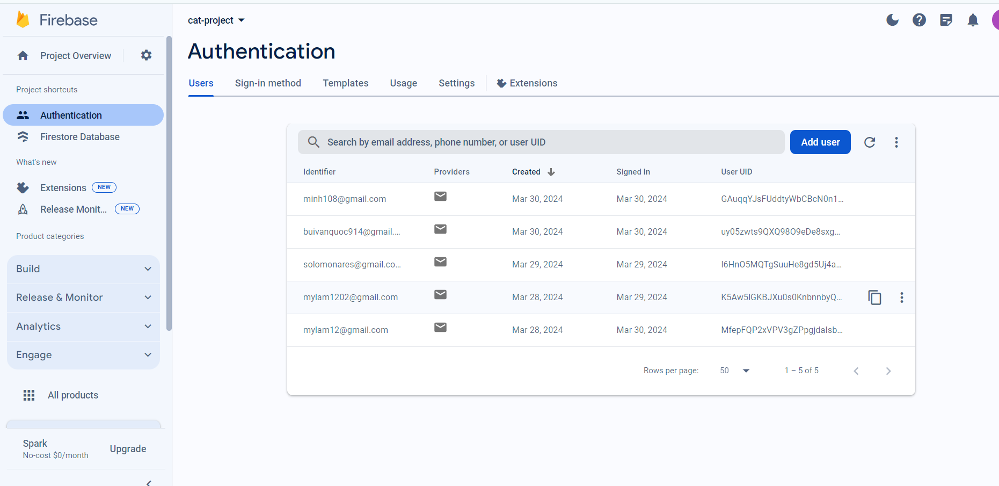 Firebase
cat-project
Project Overview
Authentication
Users Sign-in method Templates Usage Settings Extensions
Project shortcuts
Authentication
Firestore Database
What's new
Extensions NEW
Release Monit... NEW
Product categories
Build
Release & Monitor
Analytics
Engage
All products
Spark
No-cost $0/month
Upgrade
Search by email address, phone number, or user UID
Add user
Identifier Providers Created Signed In User UID
minh108@gmail.com Mar 30, 2024 Mar 30, 2024 GAuqqYJsFUddtyWbCBcN0n1...
buivanquoc914@gmail.... Mar 30, 2024 Mar 30, 2024 uy05zwts9QXQ98O9eDe8sxg...
solomonares@gmail.co... Mar 29, 2024 Mar 29, 2024 I6HnO5MQTgSuuHe8gd5Uj4a...
mylam1202@gmail.com Mar 28, 2024 Mar 29, 2024 K5Aw5IGKBJXu0s0KnbnnbyQ...
mylam12@gmail.com Mar 28, 2024 Mar 30, 2024 MfepFQP2xVPV3gZPpgjdaIsb...
Rows per page: 50 1 – 5 of 5